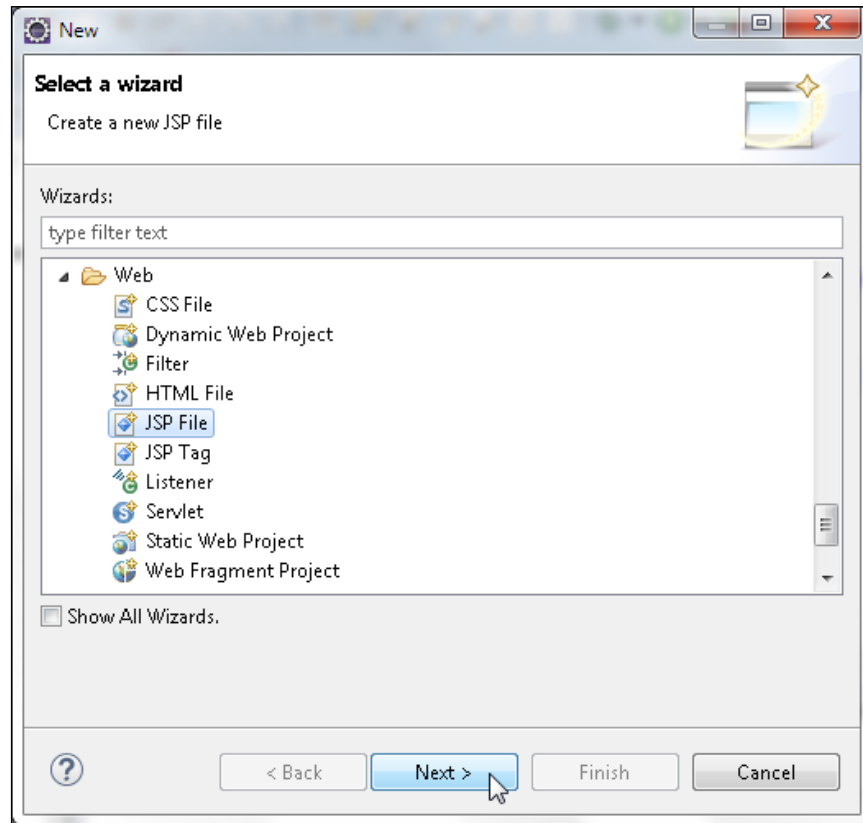 New
Select a wizard
Create a new JSP file
Wizards:
type filter text
Web
CSS File
Dynamic Web Project
Filter
HTML File
JSP File
JSP Tag
Listener
Servlet
Static Web Project
Web Fragment Project
Show All Wizards.
< Back Next > Finish Cancel